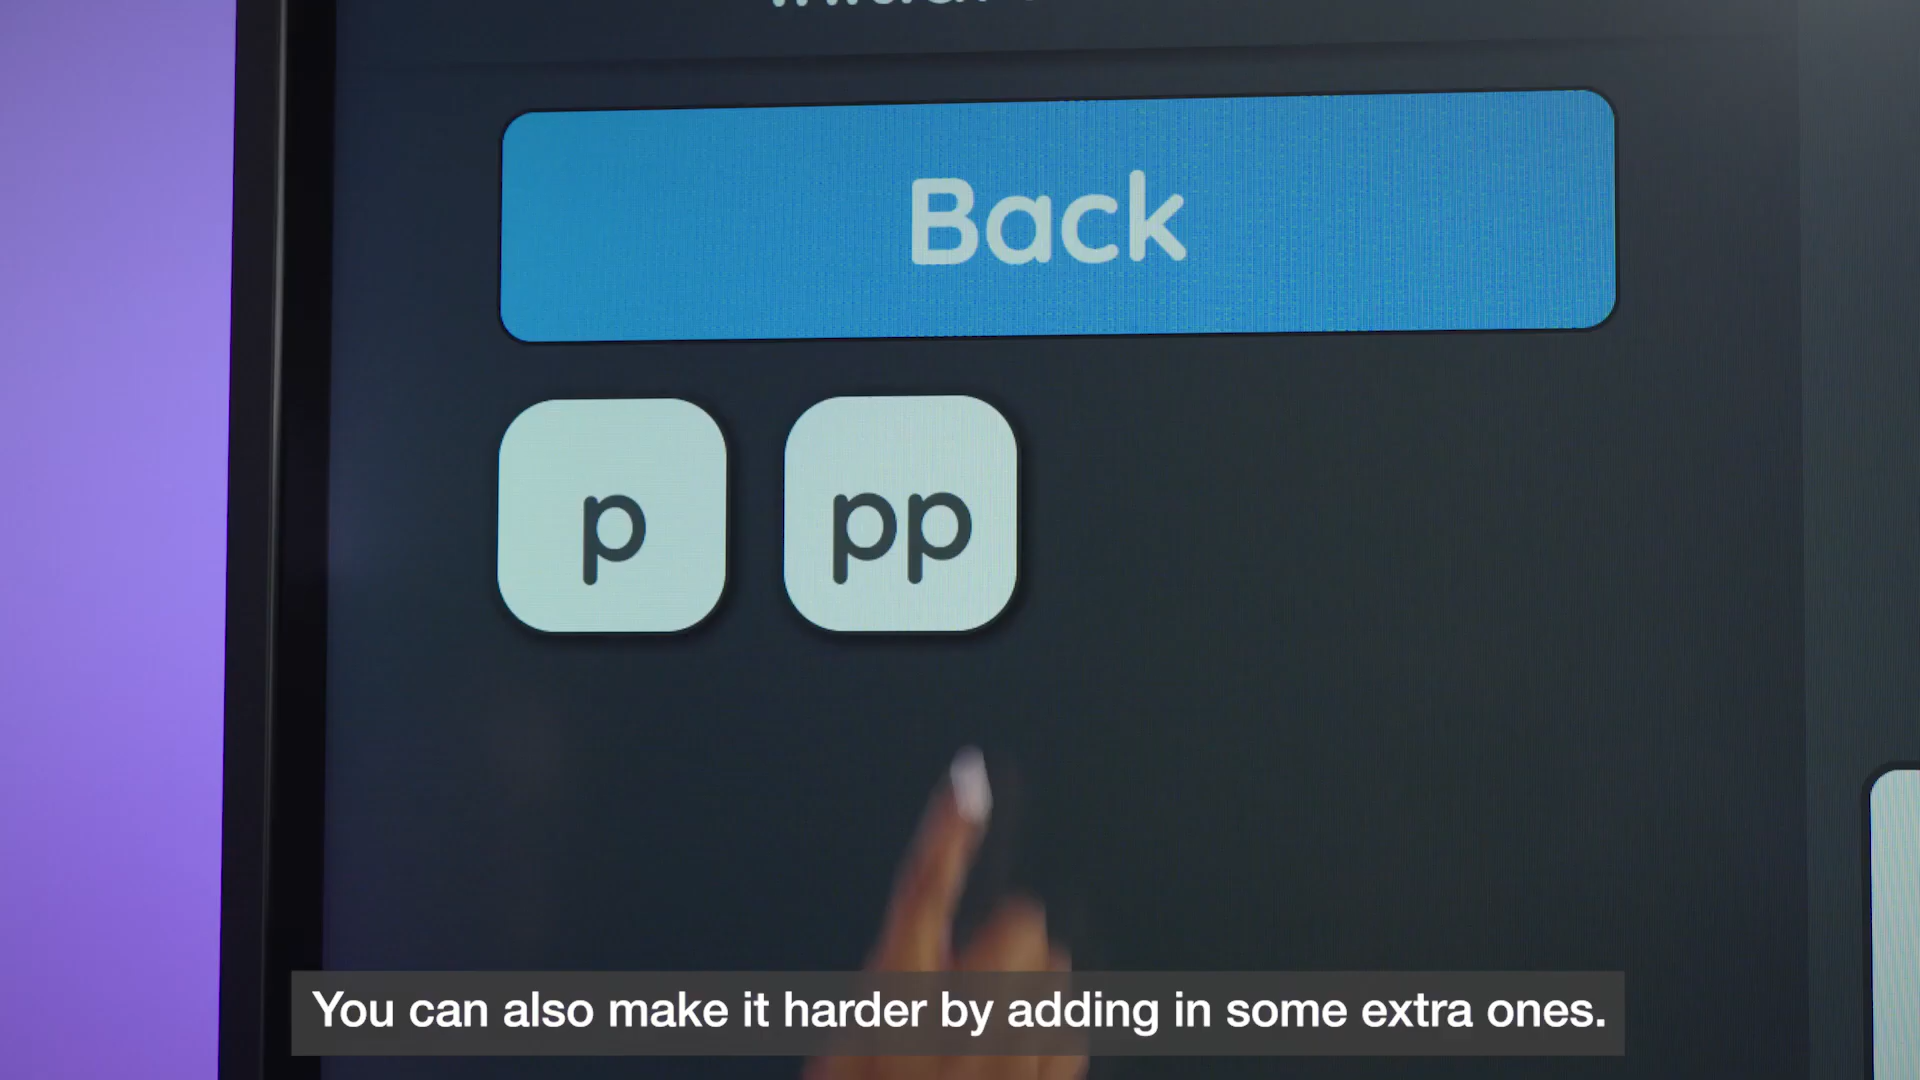 Back
p pp
You can also make it harder by adding in some extra ones.